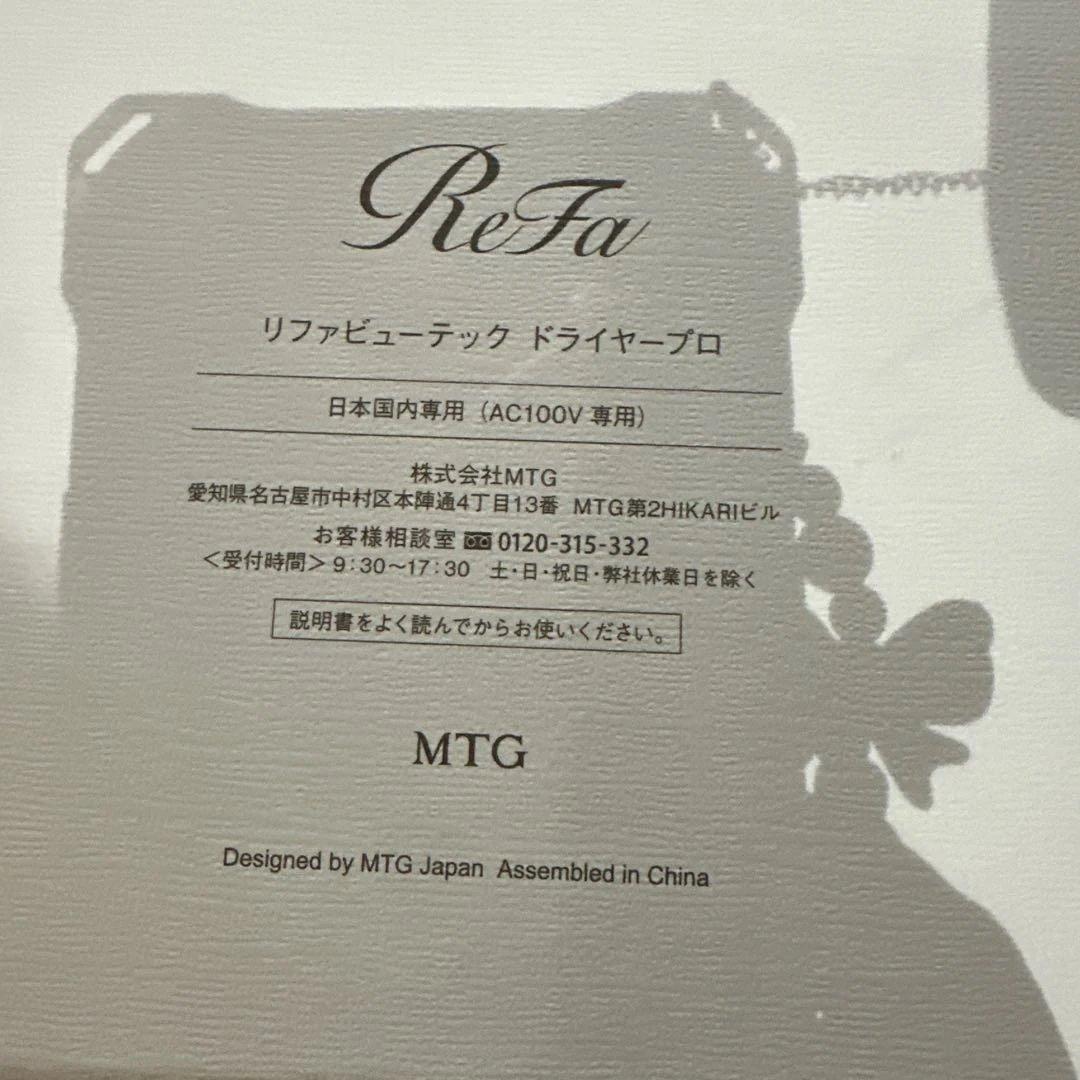 ReFa
リファビューテック ドライヤープロ
日本国内専用（AC100V 専用）
株式会社MTG
愛知県名古屋市中村区本陣通4丁目13番 MTG第2HIKARIビル
お客様相談室 0120-315-332
＜受付時間＞9：30〜17：30 土・日・祝日・弊社休業日を除く
説明書をよく読んでからお使いください。
MTG
Designed by MTG Japan Assembled in China